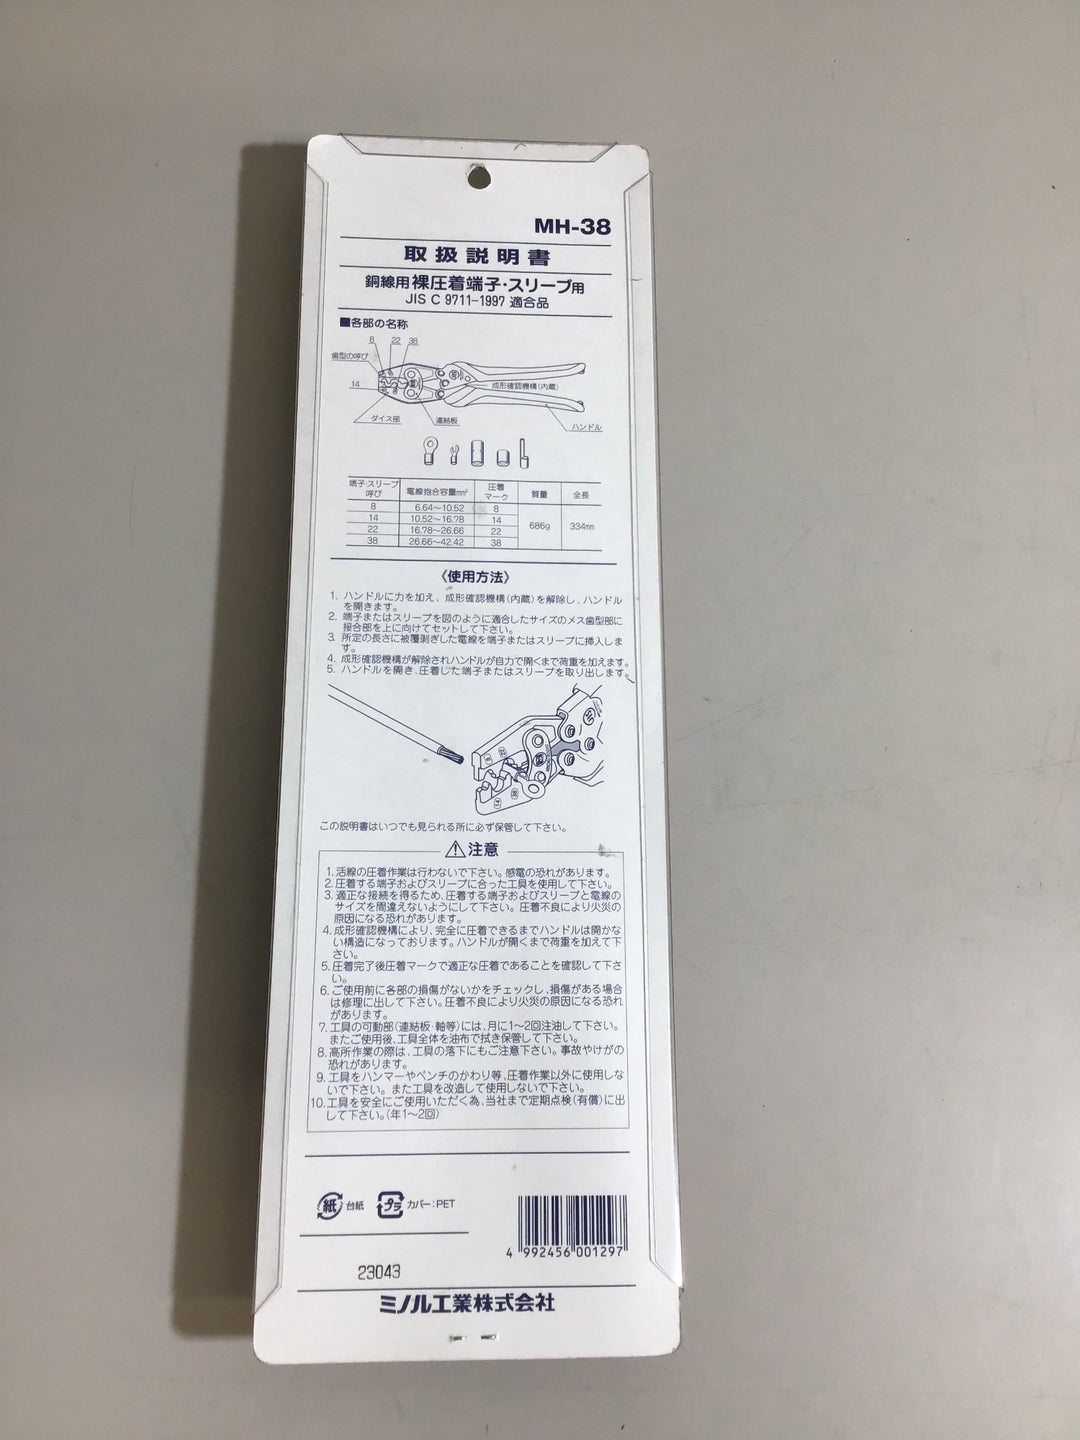 MH-38
取扱説明書
銅線用裸圧着端子・スリーブ用
JIS C 9711-1997 適合品
■各部の名称
8 22 38
歯型の呼び
14
成形確認機構(内蔵)
ダイス部
連結板
ハンドル
端子・スリーブ呼び 電線抱合容量mm² 圧着マーク 質量 全長
8 6.64〜10.52 8
14 10.52〜16.78 14
686g 334mm
22 16.78〜26.66 22
38 26.66〜42.42 38
《使用方法》
1. ハンドルに力を加え、成形確認機構(内蔵)を解除し、ハンドル
を開きます。
2. 端子またはスリーブを図のように適合したサイズのメス歯型部に
接合部を上に向けてセットして下さい。
3. 所定の長さに被覆剥ぎした電線を端子またはスリーブに挿入しま
す。
4. 成形確認機構が解除されハンドルが自力で開くまで荷重を加えます。
5. ハンドルを開き、圧着した端子またはスリーブを取り出します。
この説明書はいつでも見られる所に必ず保管して下さい。
⚠注意
1. 活線の圧着作業は行わないで下さい。感電の恐れがあります。
2. 圧着する端子およびスリーブに合った工具を使用して下さい。
3. 適正な接続を得るため、圧着する端子およびスリーブと電線の
サイズを間違えないようにして下さい。圧着不良により火災の
原因になる恐れがあります。
4. 成形確認機構により、完全に圧着できるまでハンドルは開かな
い構造になっております。ハンドルが開くまで荷重を加えて下
さい。
5. 圧着完了後圧着マークで適正な圧着であることを確認して下さ
い。
6. ご使用前に各部の損傷がないかをチェックし、損傷がある場合
は修理に出して下さい。圧着不良により火災の原因になる恐れ
があります。
7. 工具の可動部(連結板・軸等)には、月に1〜2回注油して下さい。
またご使用後、工具全体を油布で拭き保管して下さい。
8. 高所作業の際は、工具の落下にもご注意下さい。事故やけがの
恐れがあります。
9. 工具をハンマーやペンチのかわり等、圧着作業以外に使用しな
いで下さい。また工具を改造して使用しないで下さい。
10. 工具を安全にご使用いただく為、当社まで定期点検(有償)に出
して下さい。(年1〜2回)
紙 台紙 プラ カバー:PET
4 992456 001297
23043
ミノル工業株式会社